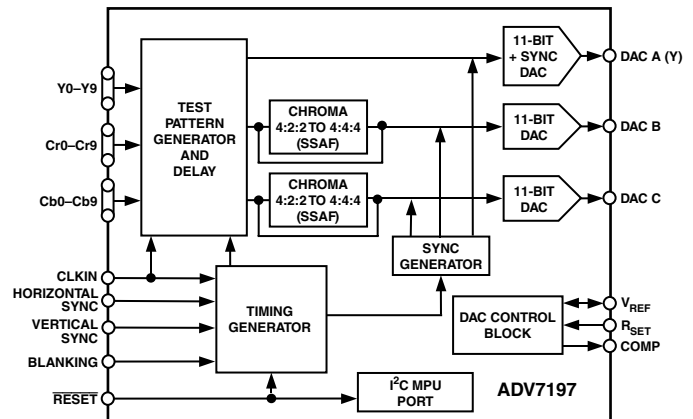 Y0–Y9
Cr0–Cr9
Cb0–Cb9
CLKIN
HORIZONTAL
SYNC
VERTICAL
SYNC
BLANKING
RESET
TEST
PATTERN
GENERATOR
AND
DELAY
CHROMA
4:2:2 TO 4:4:4
(SSAF)
CHROMA
4:2:2 TO 4:4:4
(SSAF)
TIMING
GENERATOR
SYNC
GENERATOR
I2C MPU
PORT
11-BIT
+ SYNC
DAC
11-BIT
DAC
11-BIT
DAC
DAC CONTROL
BLOCK
DAC A (Y)
DAC B
DAC C
VREF
RSET
COMP
ADV7197